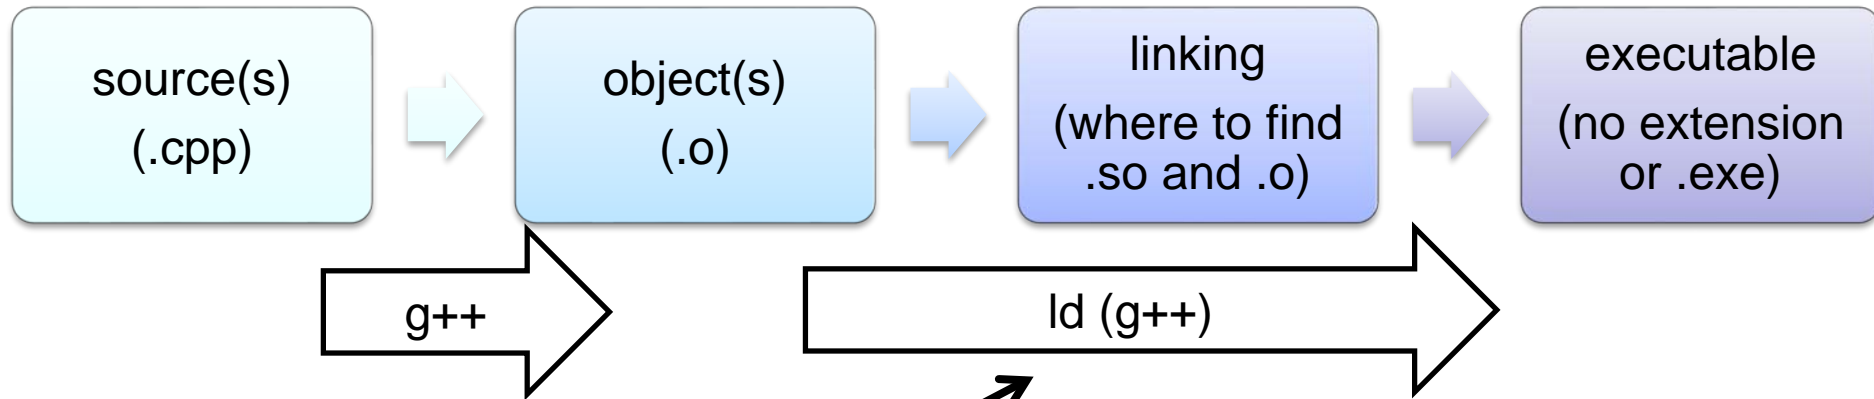 source(s)
(.cpp)
object(s)
(.o)
linking
(where to find
.so and .o)
executable
(no extension
or .exe)
g++
ld (g++)